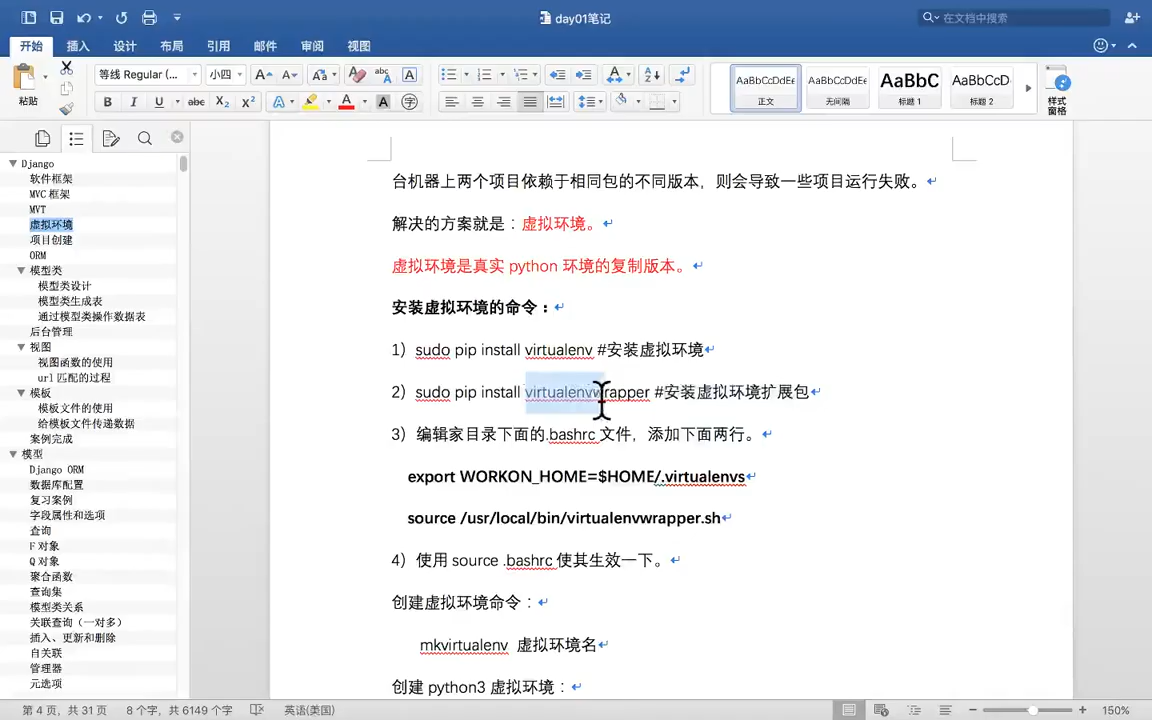 day01笔记
在文中搜索
开始 插入 设计 布局 引用 邮件 审阅 视图
粘贴
等线 Regular (... 小四
AaBbCcDdEe 正文
AaBbCcDdEe 无间隔
AaBbC 标题 1
AaBbCcD 标题 2
样式窗格
Django
软件框架
MVC 框架
MVT
虚拟环境
项目创建
ORM
模型类
模型类设计
模型类生成表
通过模型类操作数据表
后台管理
视图
视图函数的使用
url 匹配的过程
模板
模板文件的使用
给模板文件传递数据
案例完成
模型
Django ORM
数据库配置
复习案例
字段属性和选项
查询
F 对象
Q 对象
聚合函数
查询集
模型类关系
关联查询（一对多）
插入、更新和删除
自关联
管理器
元选项
台机器上两个项目依赖于相同包的不同版本，则会导致一些项目运行失败。
解决的方案就是：虚拟环境。
虚拟环境是真实 python 环境的复制版本。
安装虚拟环境的命令：
1）sudo pip install virtualenv #安装虚拟环境
2）sudo pip install virtualenvwrapper #安装虚拟环境扩展包
3）编辑家目录下面的.bashrc 文件，添加下面两行。
export WORKON_HOME=$HOME/.virtualenvs
source /usr/local/bin/virtualenvwrapper.sh
4）使用 source .bashrc 使其生效一下。
创建虚拟环境命令：
mkvirtualenv 虚拟环境名
创建 python3 虚拟环境：
第 4 页，共 31 页 8 个字，共 6149 个字 英语(美国) 150%